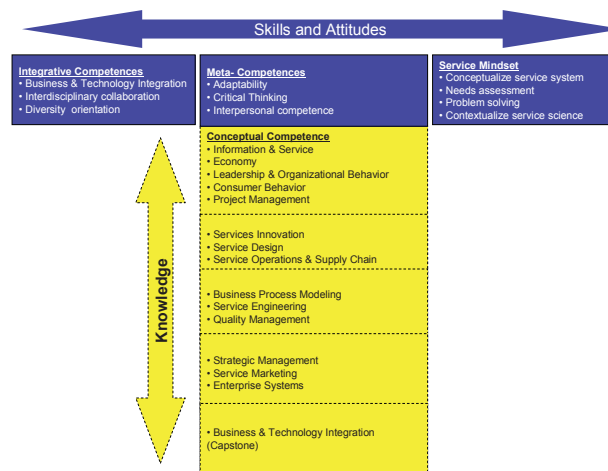 Skills and Attitudes
Integrative Competences
• Business & Technology Integration
• Interdisciplinary collaboration
• Diversity orientation
Meta- Competences
• Adaptability
• Critical Thinking
• Interpersonal competence
Service Mindset
• Conceptualize service system
• Needs assessment
• Problem solving
• Contextualize service science
Conceptual Competence
• Information & Service
• Economy
• Leadership & Organizational Behavior
• Consumer Behavior
• Project Management
• Services Innovation
• Service Design
• Service Operations & Supply Chain
• Business Process Modeling
• Service Engineering
• Quality Management
• Strategic Management
• Service Marketing
• Enterprise Systems
• Business & Technology Integration
(Capstone)
Knowledge